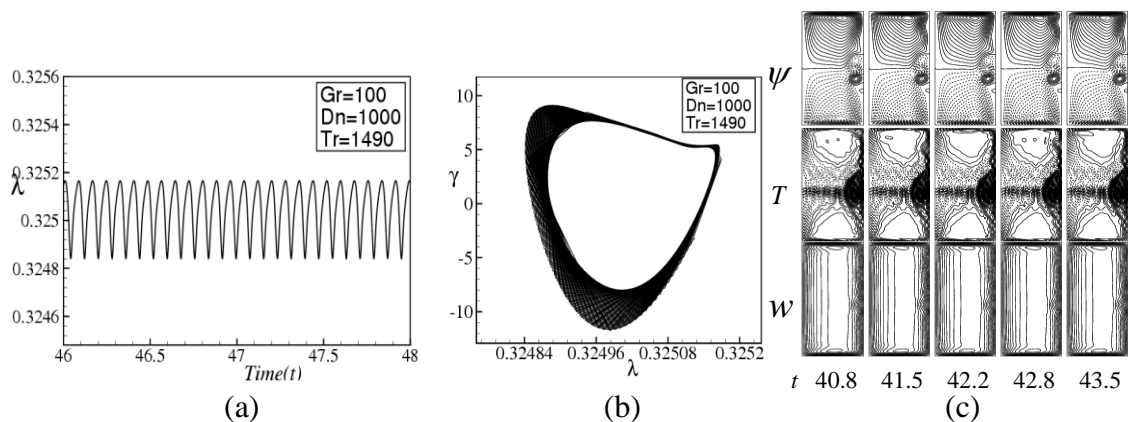 0.3256
0.3254
0.3252
λ
0.325
0.3248
0.3246
46
46.5
47
47.5
48
Time(t)
Gr=100
Dn=1000
Tr=1490
(a)
10
5
γ
0
-5
-10
0.32484
0.32496
0.32508
0.3252
λ
Gr=100
Dn=1000
Tr=1490
(b)
ψ
T
w
t 40.8 41.5 42.2 42.8 43.5
(c)